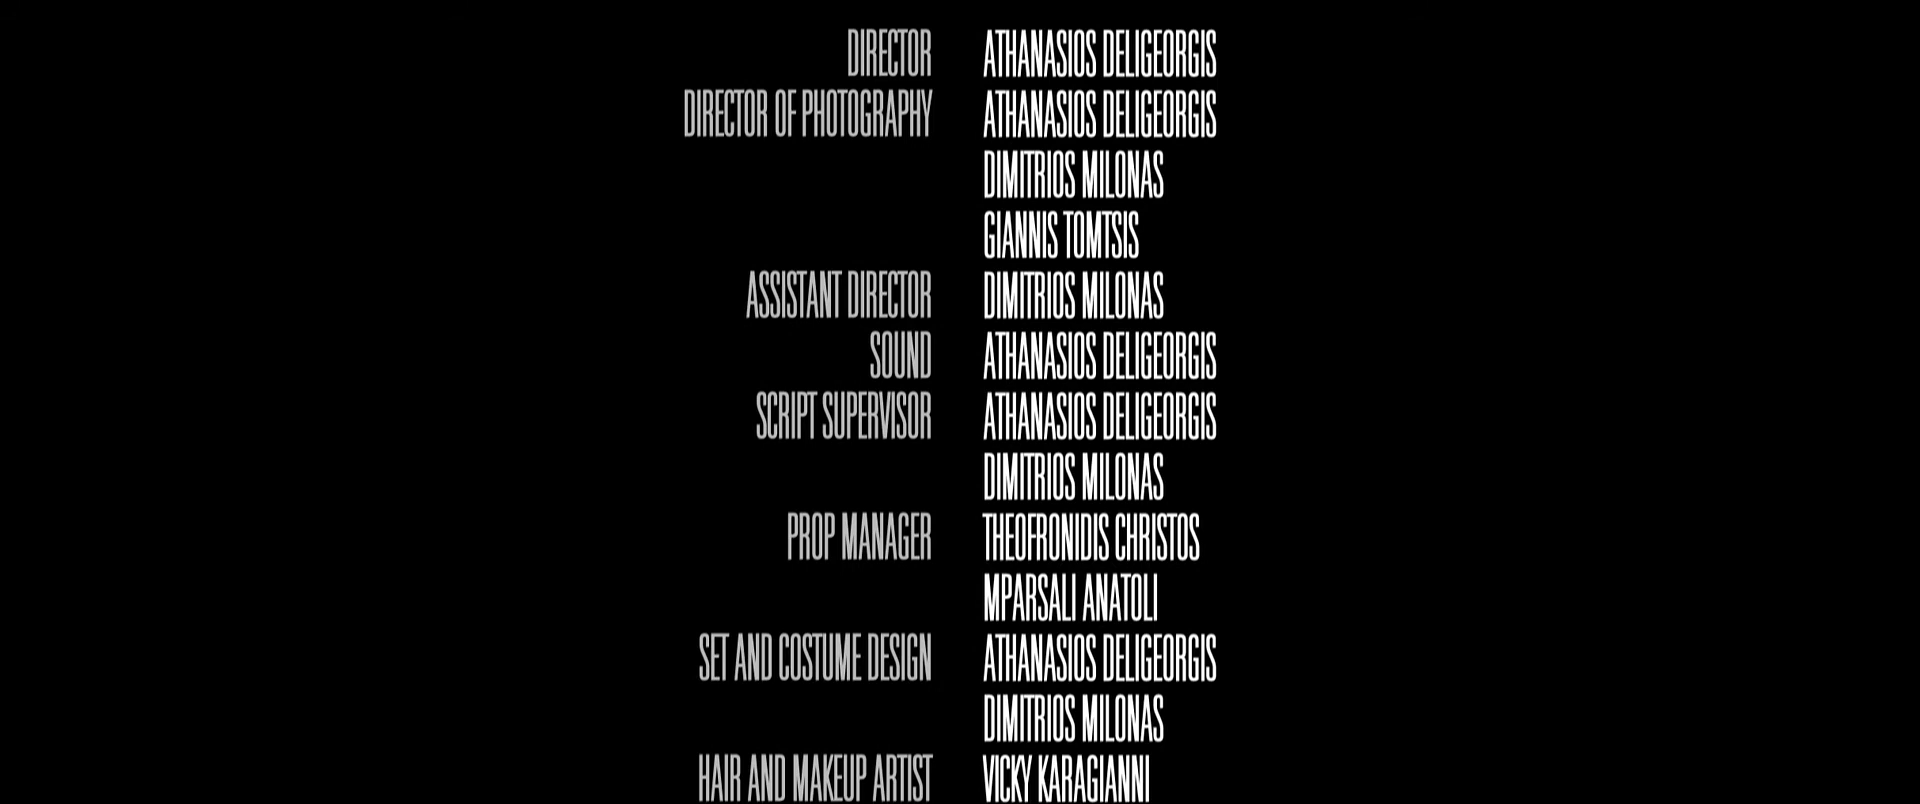 DIRECTOR ATHANASIOS DELIGEORGIS
DIRECTOR OF PHOTOGRAPHY ATHANASIOS DELIGEORGIS
DIMITRIOS MILONAS
GIANNIS TOMTSIS
ASSISTANT DIRECTOR DIMITRIOS MILONAS
SOUND ATHANASIOS DELIGEORGIS
SCRIPT SUPERVISOR ATHANASIOS DELIGEORGIS
DIMITRIOS MILONAS
PROP MANAGER THEOFRONIDIS CHRISTOS
MPARSALI ANATOLI
SET AND COSTUME DESIGN ATHANASIOS DELIGEORGIS
DIMITRIOS MILONAS
HAIR AND MAKEUP ARTIST VICKY KARAGIANNI